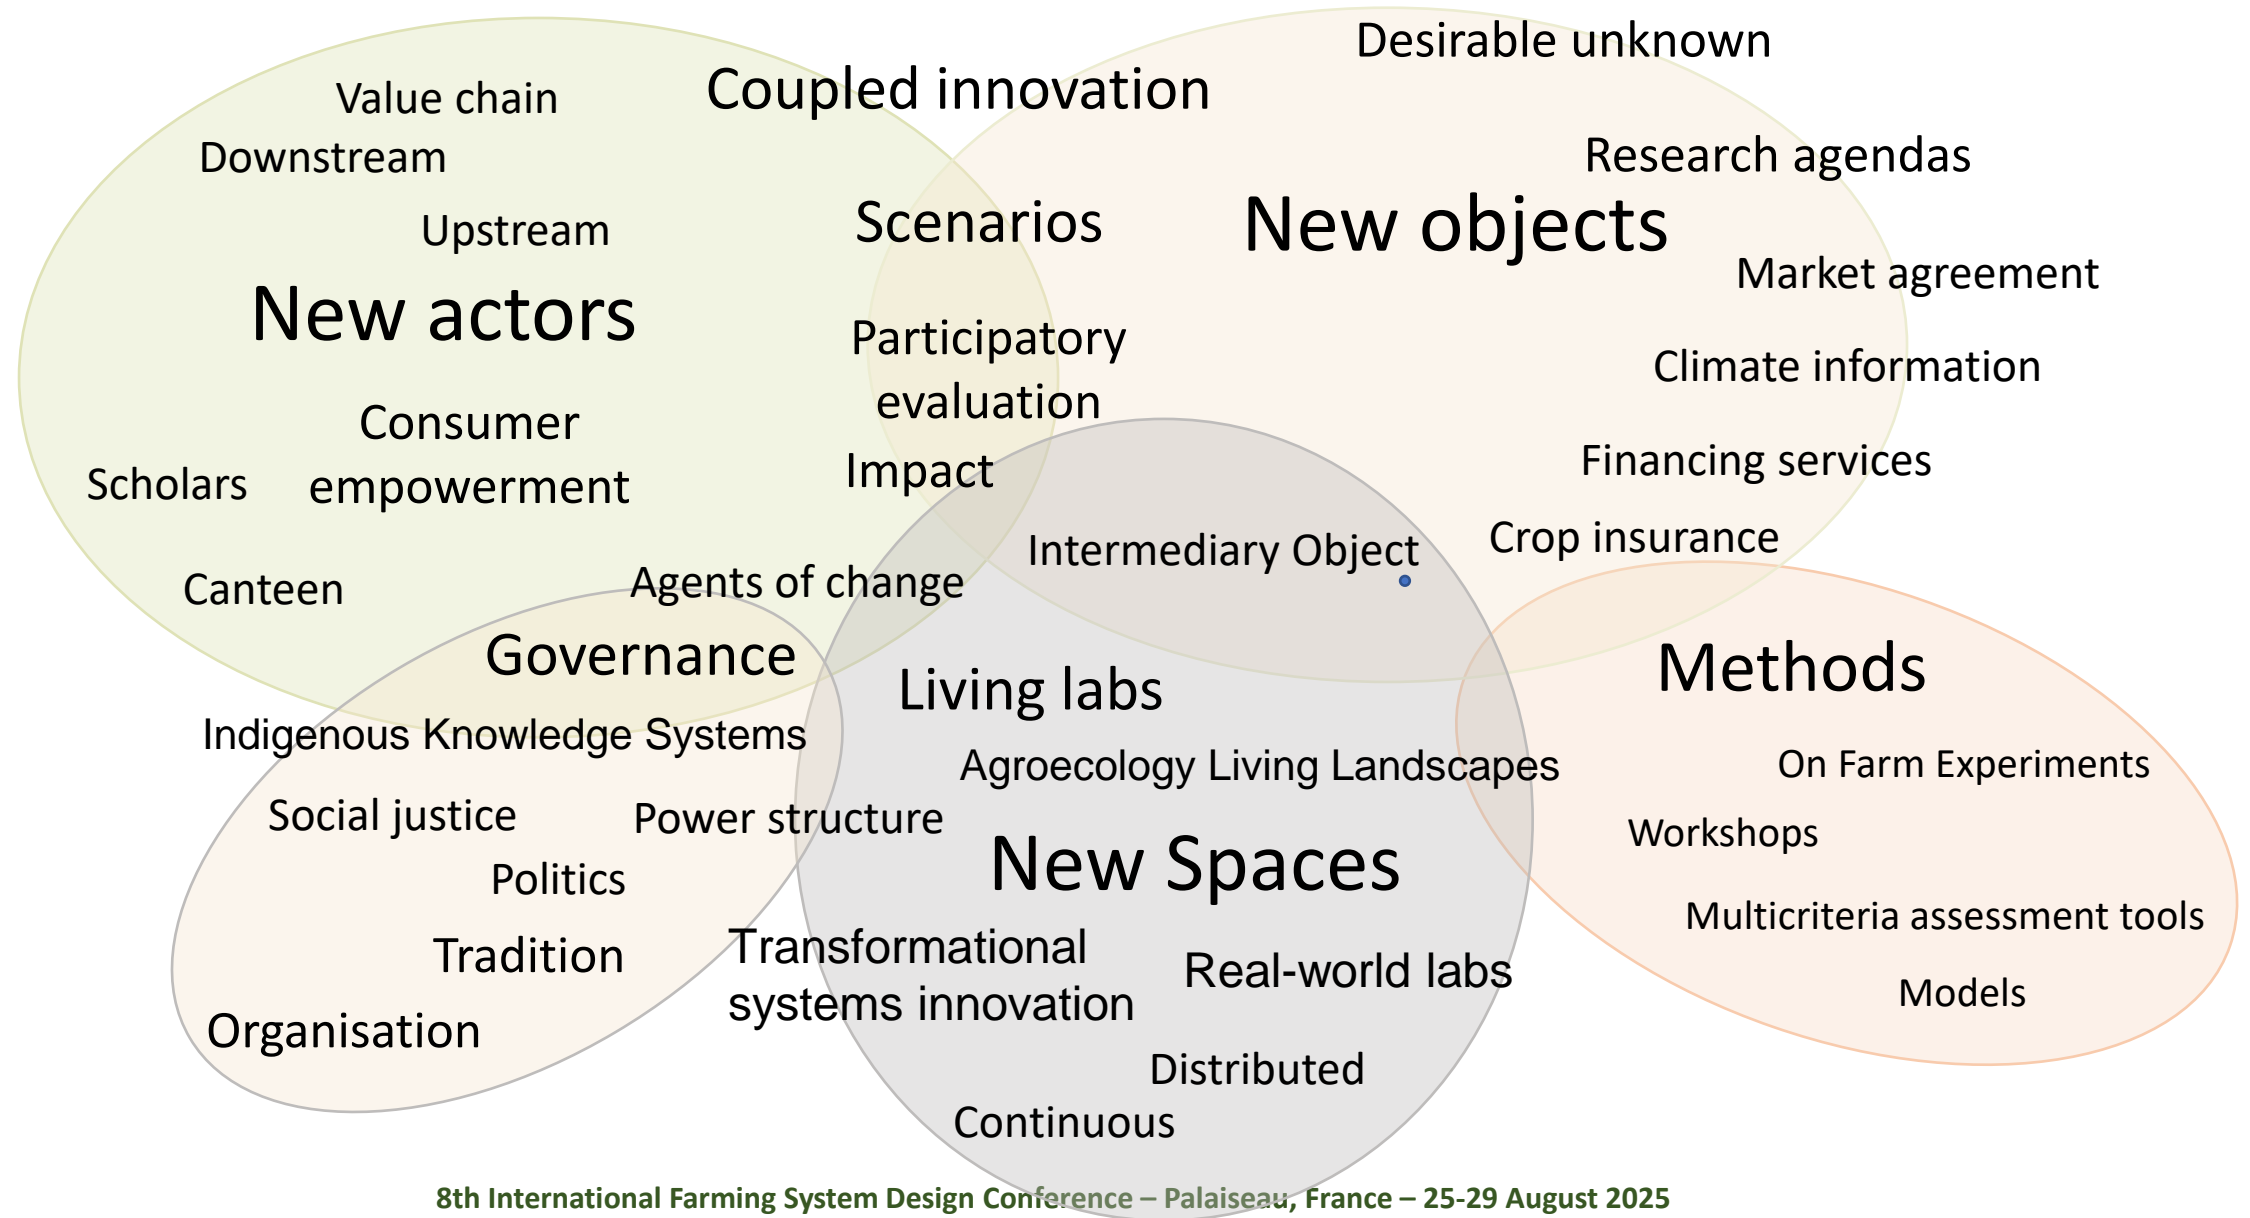 Desirable unknown
Coupled innovation
Value chain
Downstream
Research agendas
Upstream
Scenarios
New objects
Market agreement
New actors
Participatory
evaluation
Climate information
Consumer
empowerment
Scholars
Impact
Financing services
Crop insurance
Intermediary Object
Canteen
Agents of change
Governance
Living labs
Methods
Indigenous Knowledge Systems
Agroecology Living Landscapes
On Farm Experiments
Social justice
Power structure
Workshops
New Spaces
Politics
Multicriteria assessment tools
Tradition
Transformational
systems innovation
Real-world labs
Models
Organisation
Distributed
Continuous
8th International Farming System Design Conference – Palaiseau, France – 25-29 August 2025